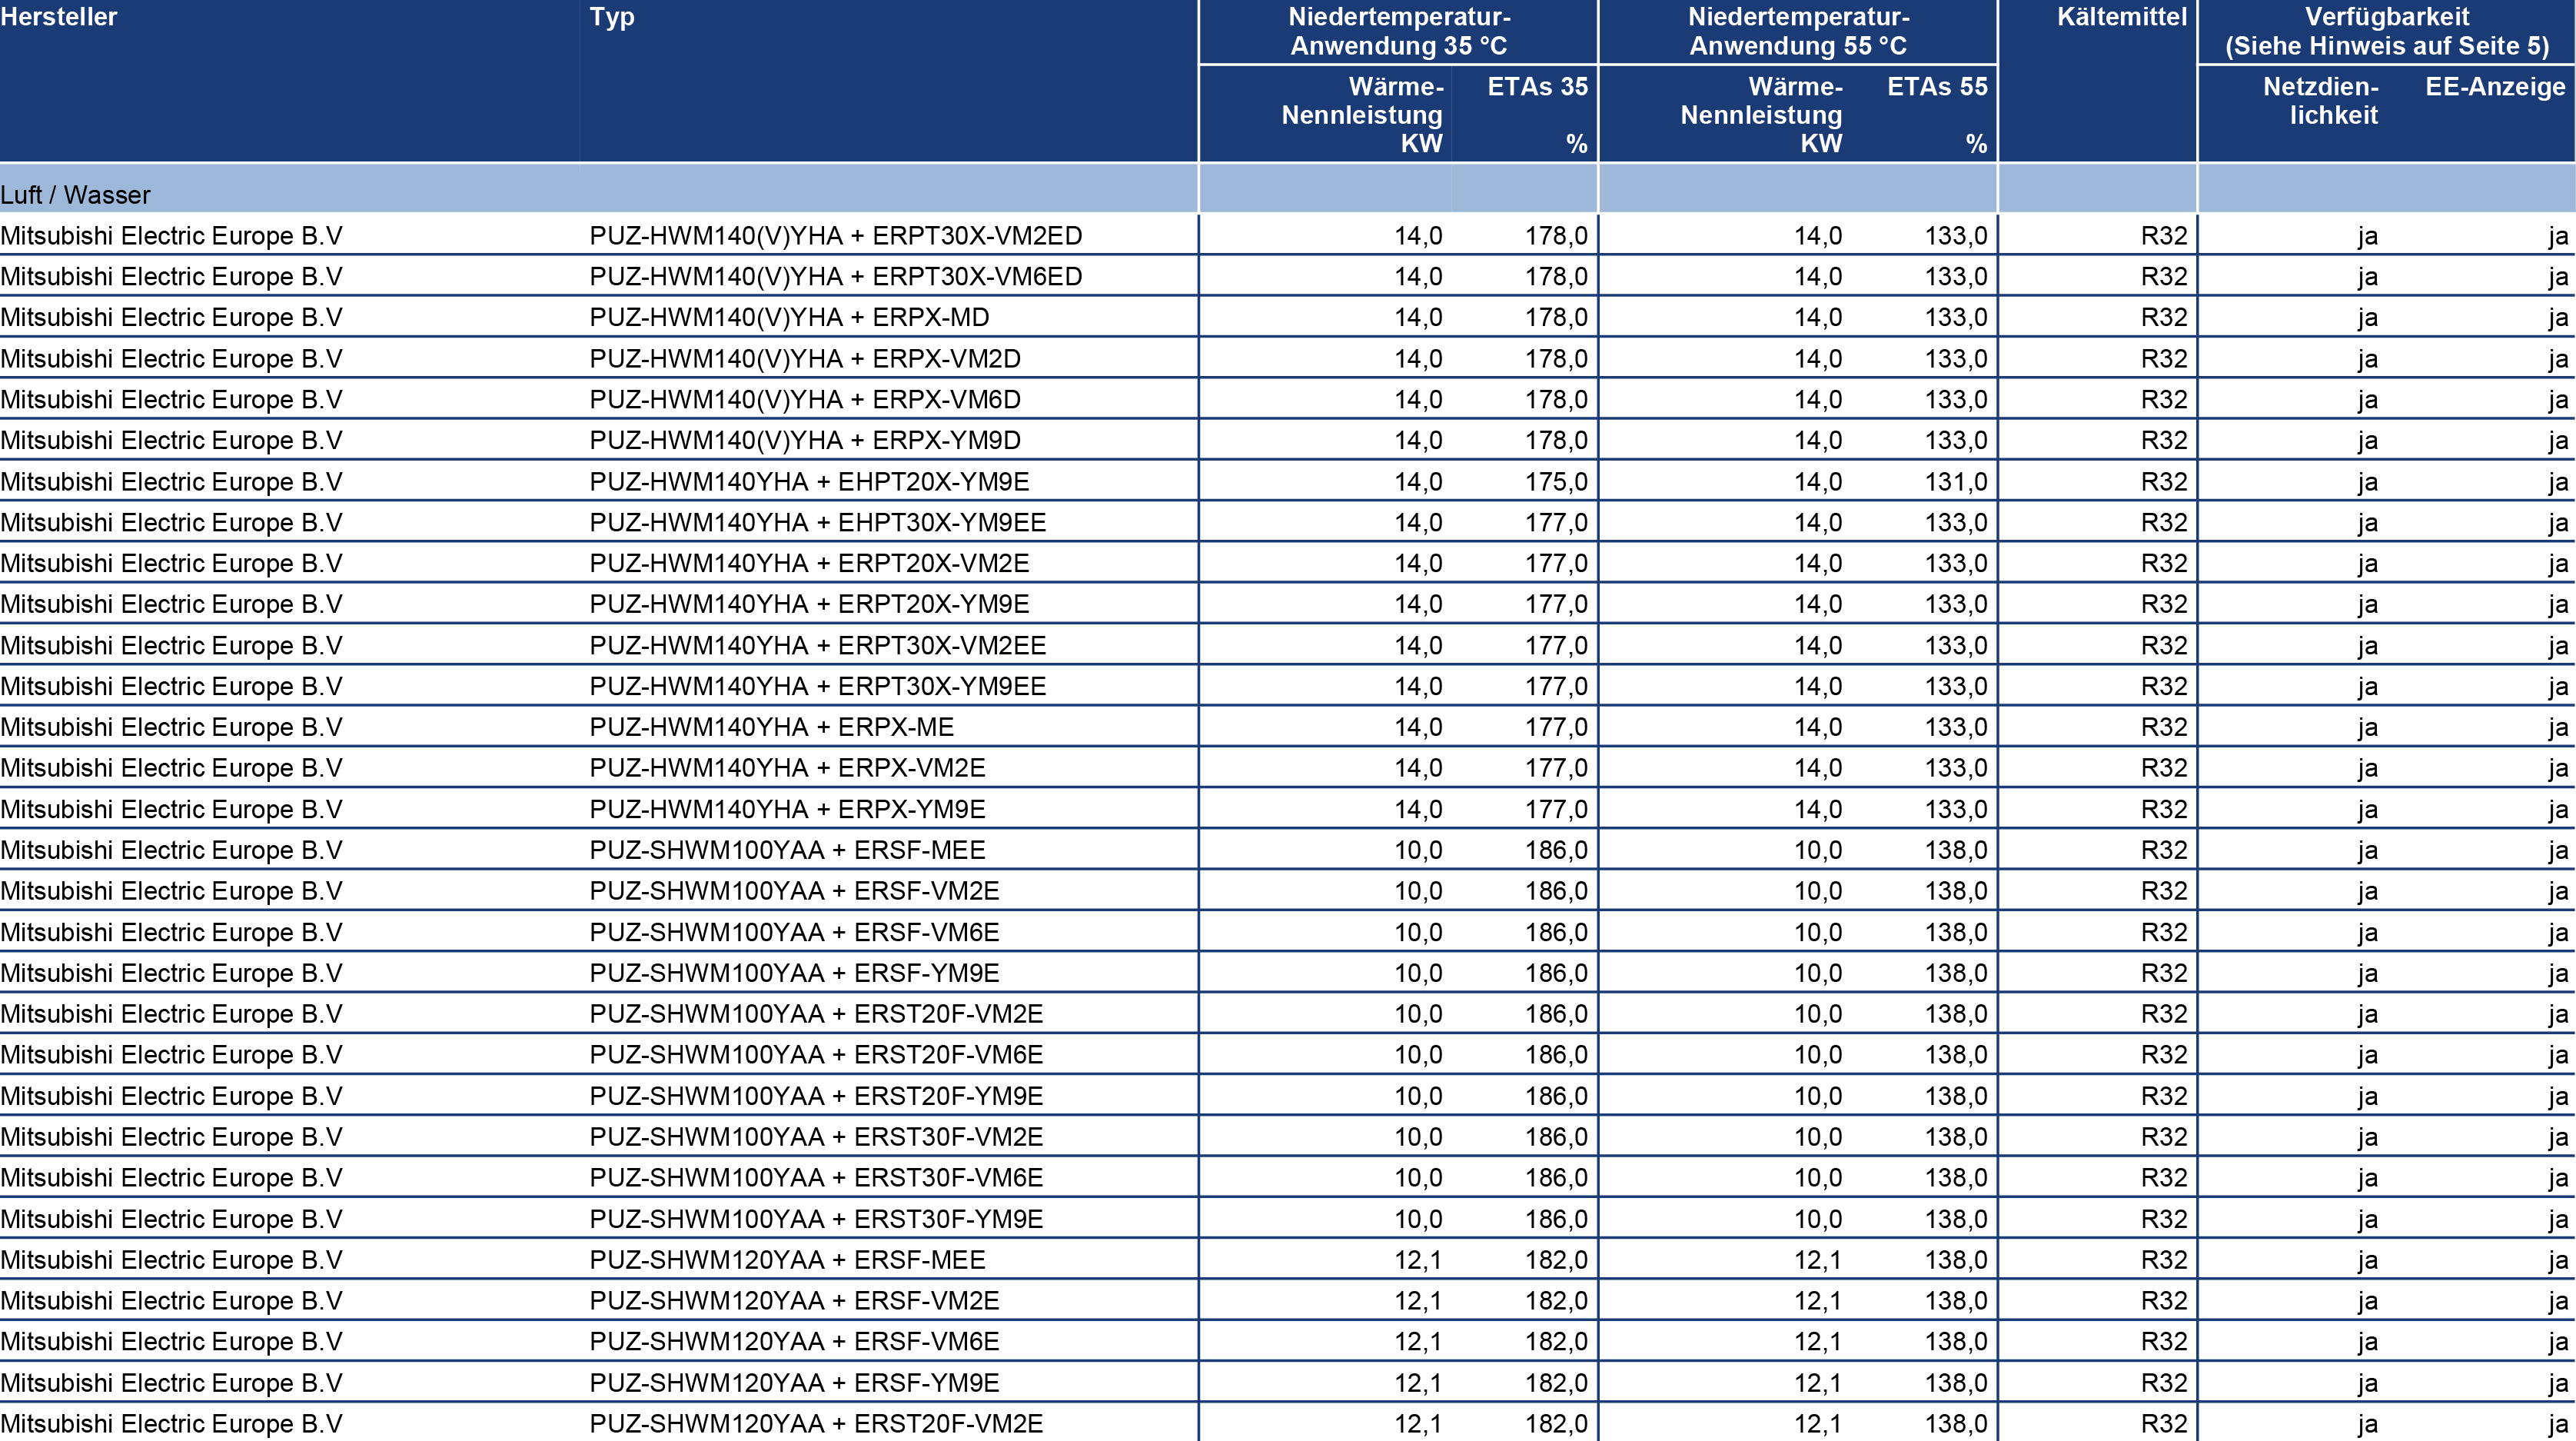 Hersteller Typ Niedertemperatur- Niedertemperatur- Kältemittel Verfügbarkeit
Anwendung 35 °C Anwendung 55 °C (Siehe Hinweis auf Seite 5)
Wärme- ETAs 35 Wärme- ETAs 55 Netzdien- EE-Anzeige
Nennleistung Nennleistung lichkeit
KW % KW %
Luft / Wasser
Mitsubishi Electric Europe B.V PUZ-HWM140(V)YHA + ERPT30X-VM2ED 14,0 178,0 14,0 133,0 R32 ja ja
Mitsubishi Electric Europe B.V PUZ-HWM140(V)YHA + ERPT30X-VM6ED 14,0 178,0 14,0 133,0 R32 ja ja
Mitsubishi Electric Europe B.V PUZ-HWM140(V)YHA + ERPX-MD 14,0 178,0 14,0 133,0 R32 ja ja
Mitsubishi Electric Europe B.V PUZ-HWM140(V)YHA + ERPX-VM2D 14,0 178,0 14,0 133,0 R32 ja ja
Mitsubishi Electric Europe B.V PUZ-HWM140(V)YHA + ERPX-VM6D 14,0 178,0 14,0 133,0 R32 ja ja
Mitsubishi Electric Europe B.V PUZ-HWM140(V)YHA + ERPX-YM9D 14,0 178,0 14,0 133,0 R32 ja ja
Mitsubishi Electric Europe B.V PUZ-HWM140YHA + EHPT20X-YM9E 14,0 175,0 14,0 131,0 R32 ja ja
Mitsubishi Electric Europe B.V PUZ-HWM140YHA + EHPT30X-YM9EE 14,0 177,0 14,0 133,0 R32 ja ja
Mitsubishi Electric Europe B.V PUZ-HWM140YHA + ERPT20X-VM2E 14,0 177,0 14,0 133,0 R32 ja ja
Mitsubishi Electric Europe B.V PUZ-HWM140YHA + ERPT20X-YM9E 14,0 177,0 14,0 133,0 R32 ja ja
Mitsubishi Electric Europe B.V PUZ-HWM140YHA + ERPT30X-VM2EE 14,0 177,0 14,0 133,0 R32 ja ja
Mitsubishi Electric Europe B.V PUZ-HWM140YHA + ERPT30X-YM9EE 14,0 177,0 14,0 133,0 R32 ja ja
Mitsubishi Electric Europe B.V PUZ-HWM140YHA + ERPX-ME 14,0 177,0 14,0 133,0 R32 ja ja
Mitsubishi Electric Europe B.V PUZ-HWM140YHA + ERPX-VM2E 14,0 177,0 14,0 133,0 R32 ja ja
Mitsubishi Electric Europe B.V PUZ-HWM140YHA + ERPX-YM9E 14,0 177,0 14,0 133,0 R32 ja ja
Mitsubishi Electric Europe B.V PUZ-SHWM100YAA + ERSF-MEE 10,0 186,0 10,0 138,0 R32 ja ja
Mitsubishi Electric Europe B.V PUZ-SHWM100YAA + ERSF-VM2E 10,0 186,0 10,0 138,0 R32 ja ja
Mitsubishi Electric Europe B.V PUZ-SHWM100YAA + ERSF-VM6E 10,0 186,0 10,0 138,0 R32 ja ja
Mitsubishi Electric Europe B.V PUZ-SHWM100YAA + ERSF-YM9E 10,0 186,0 10,0 138,0 R32 ja ja
Mitsubishi Electric Europe B.V PUZ-SHWM100YAA + ERST20F-VM2E 10,0 186,0 10,0 138,0 R32 ja ja
Mitsubishi Electric Europe B.V PUZ-SHWM100YAA + ERST20F-VM6E 10,0 186,0 10,0 138,0 R32 ja ja
Mitsubishi Electric Europe B.V PUZ-SHWM100YAA + ERST20F-YM9E 10,0 186,0 10,0 138,0 R32 ja ja
Mitsubishi Electric Europe B.V PUZ-SHWM100YAA + ERST30F-VM2E 10,0 186,0 10,0 138,0 R32 ja ja
Mitsubishi Electric Europe B.V PUZ-SHWM100YAA + ERST30F-VM6E 10,0 186,0 10,0 138,0 R32 ja ja
Mitsubishi Electric Europe B.V PUZ-SHWM100YAA + ERST30F-YM9E 10,0 186,0 10,0 138,0 R32 ja ja
Mitsubishi Electric Europe B.V PUZ-SHWM120YAA + ERSF-MEE 12,1 182,0 12,1 138,0 R32 ja ja
Mitsubishi Electric Europe B.V PUZ-SHWM120YAA + ERSF-VM2E 12,1 182,0 12,1 138,0 R32 ja ja
Mitsubishi Electric Europe B.V PUZ-SHWM120YAA + ERSF-VM6E 12,1 182,0 12,1 138,0 R32 ja ja
Mitsubishi Electric Europe B.V PUZ-SHWM120YAA + ERSF-YM9E 12,1 182,0 12,1 138,0 R32 ja ja
Mitsubishi Electric Europe B.V PUZ-SHWM120YAA + ERST20F-VM2E 12,1 182,0 12,1 138,0 R32 ja ja